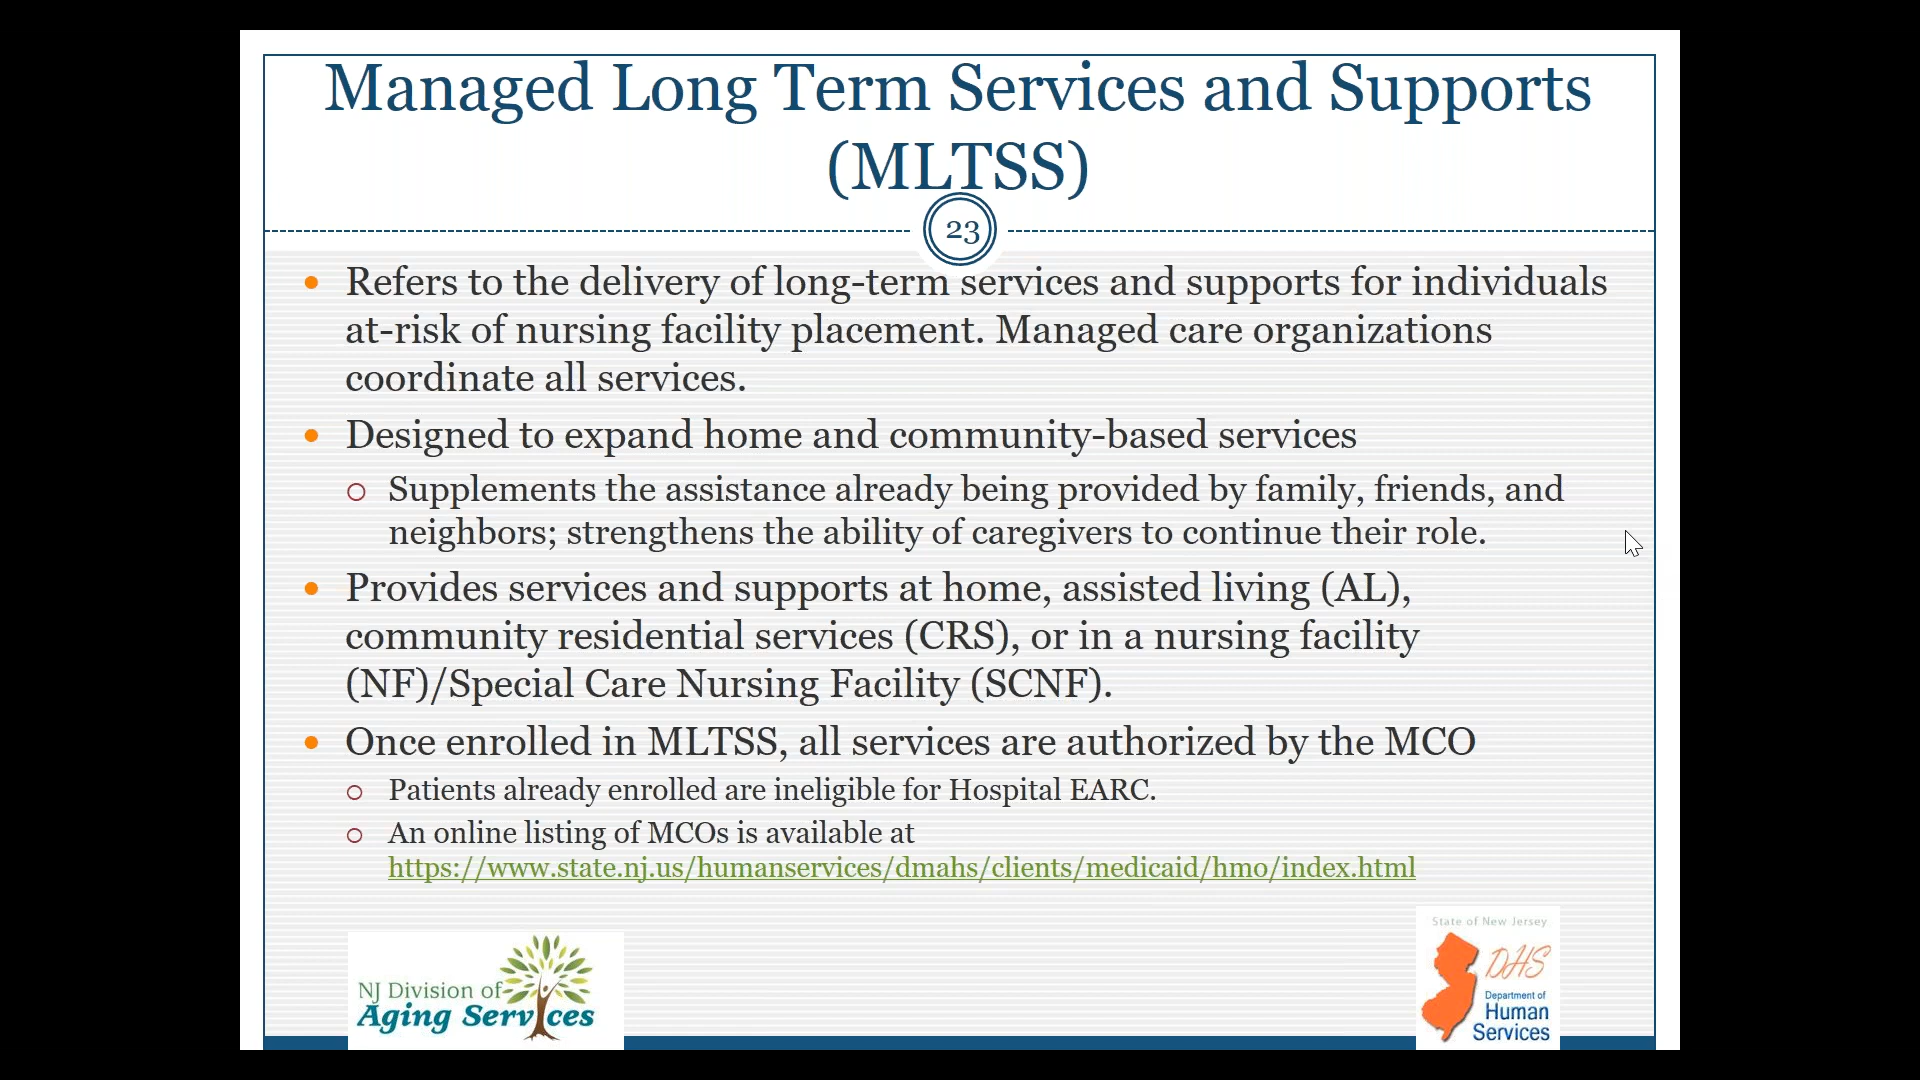 Managed Long Term Services and Supports
(MLTSS)
23
Refers to the delivery of long-term services and supports for individuals
at-risk of nursing facility placement. Managed care organizations
coordinate all services.
Designed to expand home and community-based services
Supplements the assistance already being provided by family, friends, and
neighbors; strengthens the ability of caregivers to continue their role.
Provides services and supports at home, assisted living (AL),
community residential services (CRS), or in a nursing facility
(NF)/Special Care Nursing Facility (SCNF).
Once enrolled in MLTSS, all services are authorized by the MCO
Patients already enrolled are ineligible for Hospital EARC.
An online listing of MCOs is available at
https://www.state.nj.us/humanservices/dmahs/clients/medicaid/hmo/index.html
NJ Division of
Aging Services
State of New Jersey
DHS
Department of
Human
Services